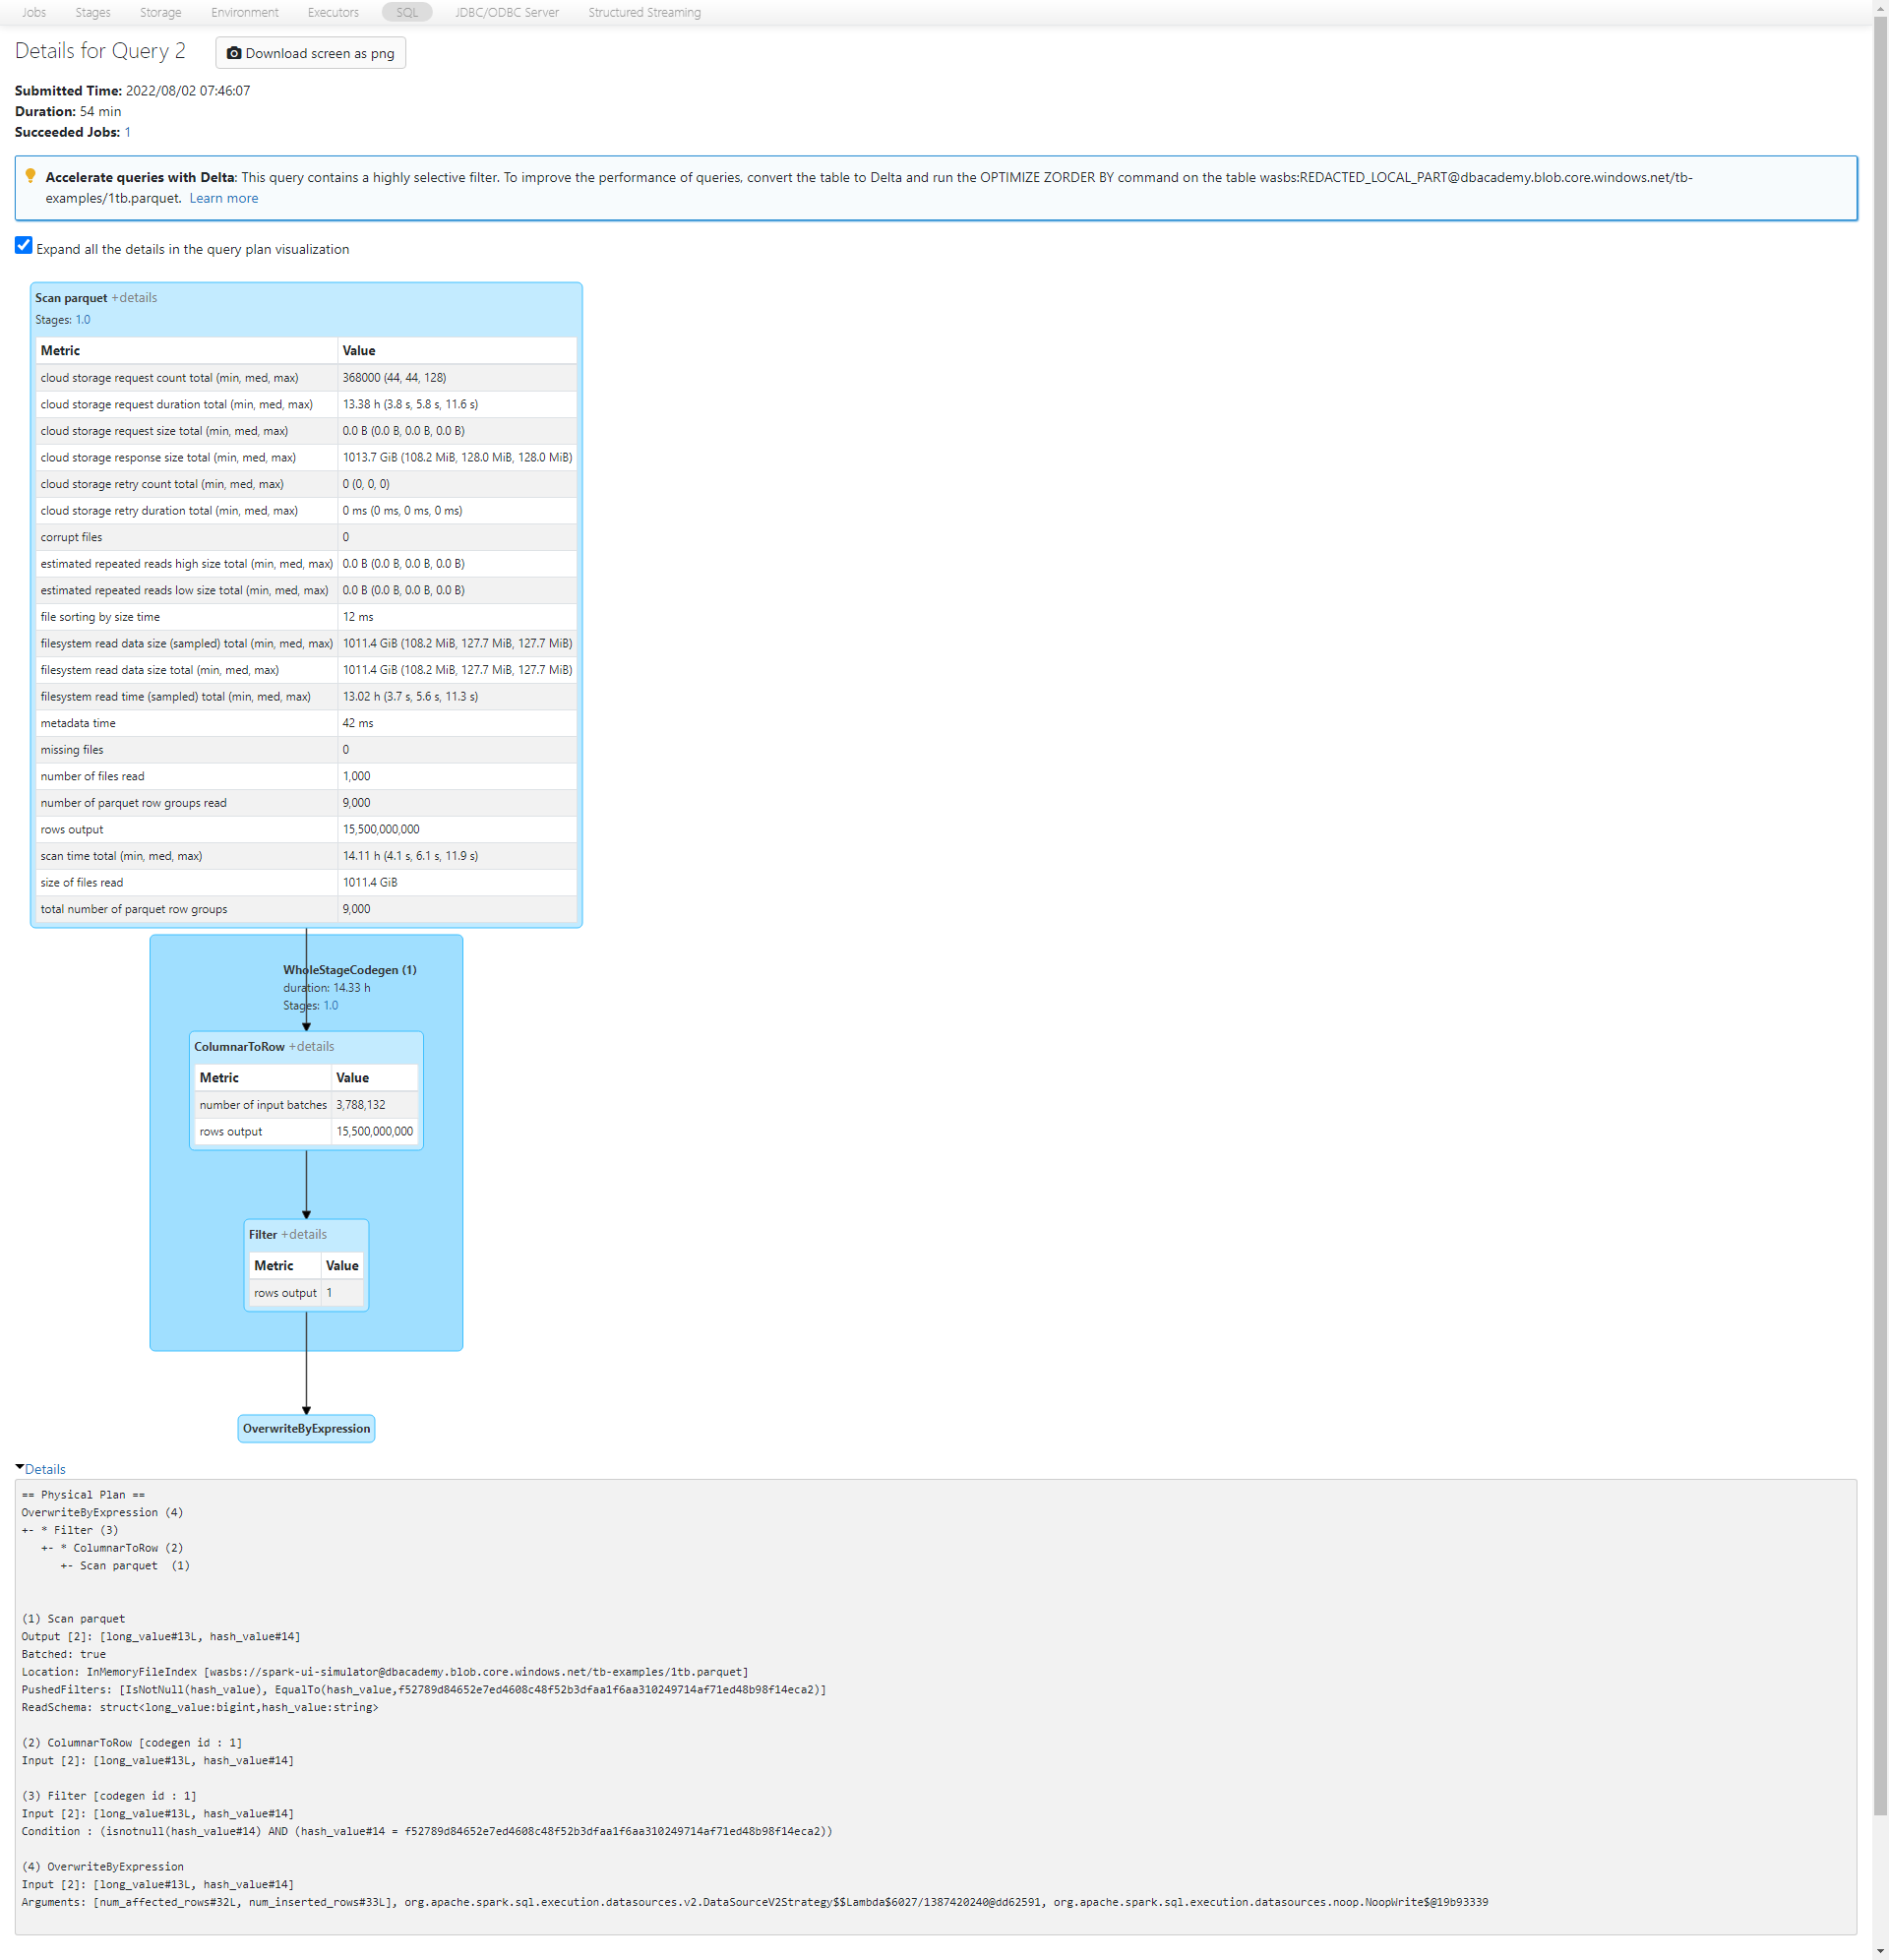 Jobs Stages Storage Environment Executors SQL JDBC/ODBC Server Structured Streaming
Details for Query 2 Download screen as png
Submitted Time: 2022/08/02 07:46:07
Duration: 54 min
Succeeded Jobs: 1
Accelerate queries with Delta: This query contains a highly selective filter. To improve the performance of queries, convert the table to Delta and run the OPTIMIZE ZORDER BY command on the table wasbs:REDACTED_LOCAL_PART@dbacademy.blob.core.windows.net/tb-
examples/1tb.parquet. Learn more
Expand all the details in the query plan visualization
Scan parquet +details
Stages: 1.0
Metric Value
cloud storage request count total (min, med, max) 368000 (44, 44, 128)
cloud storage request duration total (min, med, max) 13.38 h (3.8 s, 5.8 s, 11.6 s)
cloud storage request size total (min, med, max) 0.0 B (0.0 B, 0.0 B, 0.0 B)
cloud storage response size total (min, med, max) 1013.7 GiB (108.2 MiB, 128.0 MiB, 128.0 MiB)
cloud storage retry count total (min, med, max) 0 (0, 0, 0)
cloud storage retry duration total (min, med, max) 0 ms (0 ms, 0 ms, 0 ms)
corrupt files 0
estimated repeated reads high size total (min, med, max) 0.0 B (0.0 B, 0.0 B, 0.0 B)
estimated repeated reads low size total (min, med, max) 0.0 B (0.0 B, 0.0 B, 0.0 B)
file sorting by size time 12 ms
filesystem read data size (sampled) total (min, med, max) 1011.4 GiB (108.2 MiB, 127.7 MiB, 127.7 MiB)
filesystem read data size total (min, med, max) 1011.4 GiB (108.2 MiB, 127.7 MiB, 127.7 MiB)
filesystem read time (sampled) total (min, med, max) 13.02 h (3.7 s, 5.6 s, 11.3 s)
metadata time 42 ms
missing files 0
number of files read 1,000
number of parquet row groups read 9,000
rows output 15,500,000,000
scan time total (min, med, max) 14.11 h (4.1 s, 6.1 s, 11.9 s)
size of files read 1011.4 GiB
total number of parquet row groups 9,000
WholeStageCodegen (1)
duration: 14.33 h
Stages: 1.0
ColumnarToRow +details
Metric Value
number of input batches 3,788,132
rows output 15,500,000,000
Filter +details
Metric Value
rows output 1
OverwriteByExpression
Details
== Physical Plan ==
OverwriteByExpression (4)
+- * Filter (3)
   +- * ColumnarToRow (2)
      +- Scan parquet  (1)
(1) Scan parquet
Output [2]: [long_value#13L, hash_value#14]
Batched: true
Location: InMemoryFileIndex [wasbs://spark-ui-simulator@dbacademy.blob.core.windows.net/tb-examples/1tb.parquet]
PushedFilters: [IsNotNull(hash_value), EqualTo(hash_value,f52789d84652e7ed4608c48f52b3dfaa1f6aa310249714af71ed48b98f14eca2)]
ReadSchema: struct<long_value:bigint,hash_value:string>
(2) ColumnarToRow [codegen id : 1]
Input [2]: [long_value#13L, hash_value#14]
(3) Filter [codegen id : 1]
Input [2]: [long_value#13L, hash_value#14]
Condition : (isnotnull(hash_value#14) AND (hash_value#14 = f52789d84652e7ed4608c48f52b3dfaa1f6aa310249714af71ed48b98f14eca2))
(4) OverwriteByExpression
Input [2]: [long_value#13L, hash_value#14]
Arguments: [num_affected_rows#32L, num_inserted_rows#33L], org.apache.spark.sql.execution.datasources.v2.DataSourceV2Strategy$$Lambda$6027/1387420240@dd62591, org.apache.spark.sql.execution.datasources.noop.NoopWrite$@19b93339